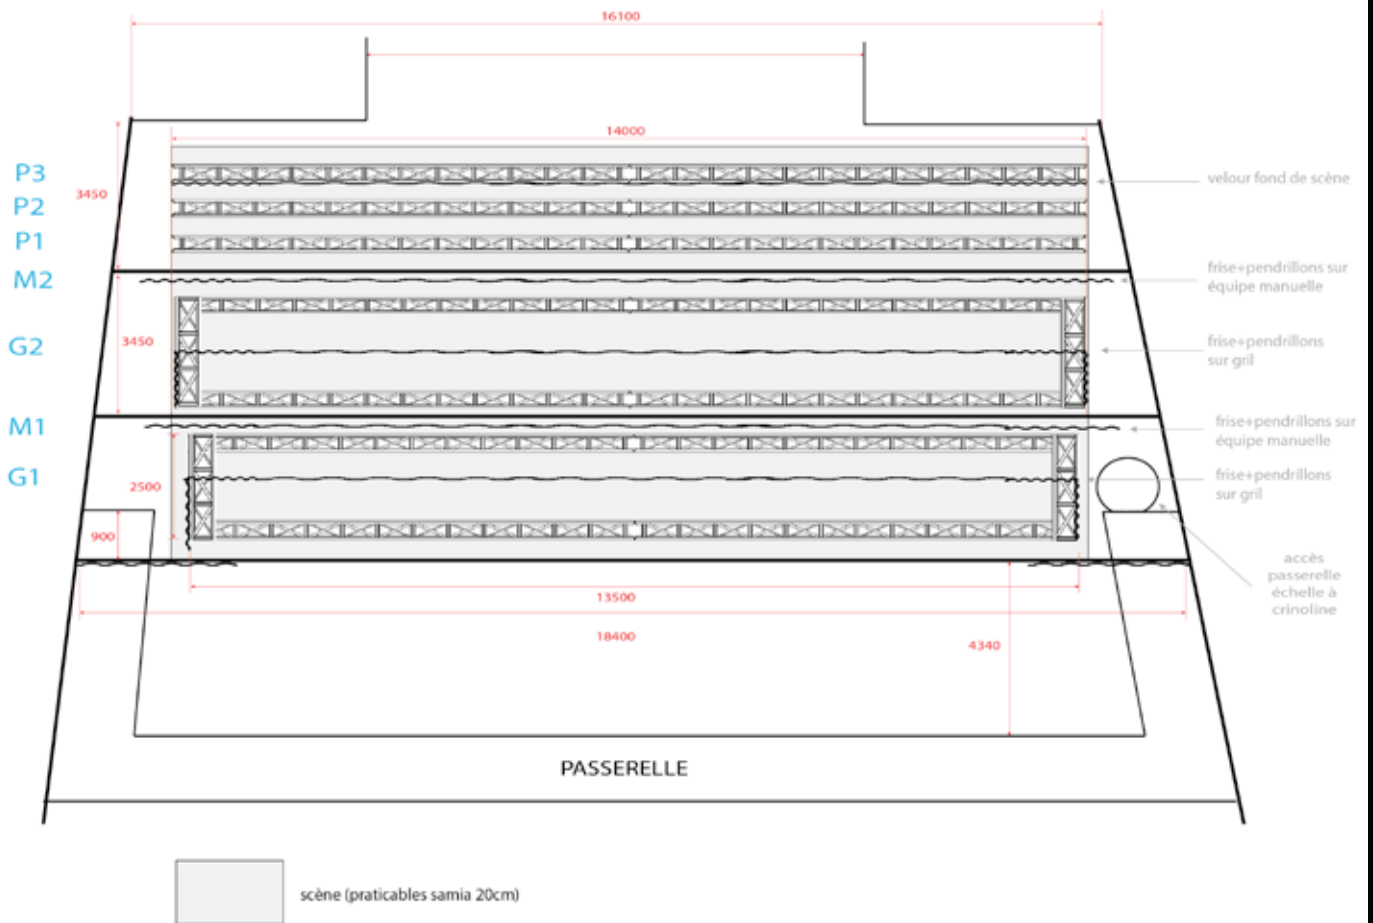 16100
14000
P3
3450
velour fond de scène
P2
P1
M2
frise+pendrillons sur
équipe manuelle
G2
3450
frise+pendrillons
sur gril
M1
frise+pendrillons sur
équipe manuelle
G1
2500
frise+pendrillons
sur gril
900
accès
passerelle
échelle à
crinoline
13500
18400
4340
PASSERELLE
scène (praticables samia 20cm)